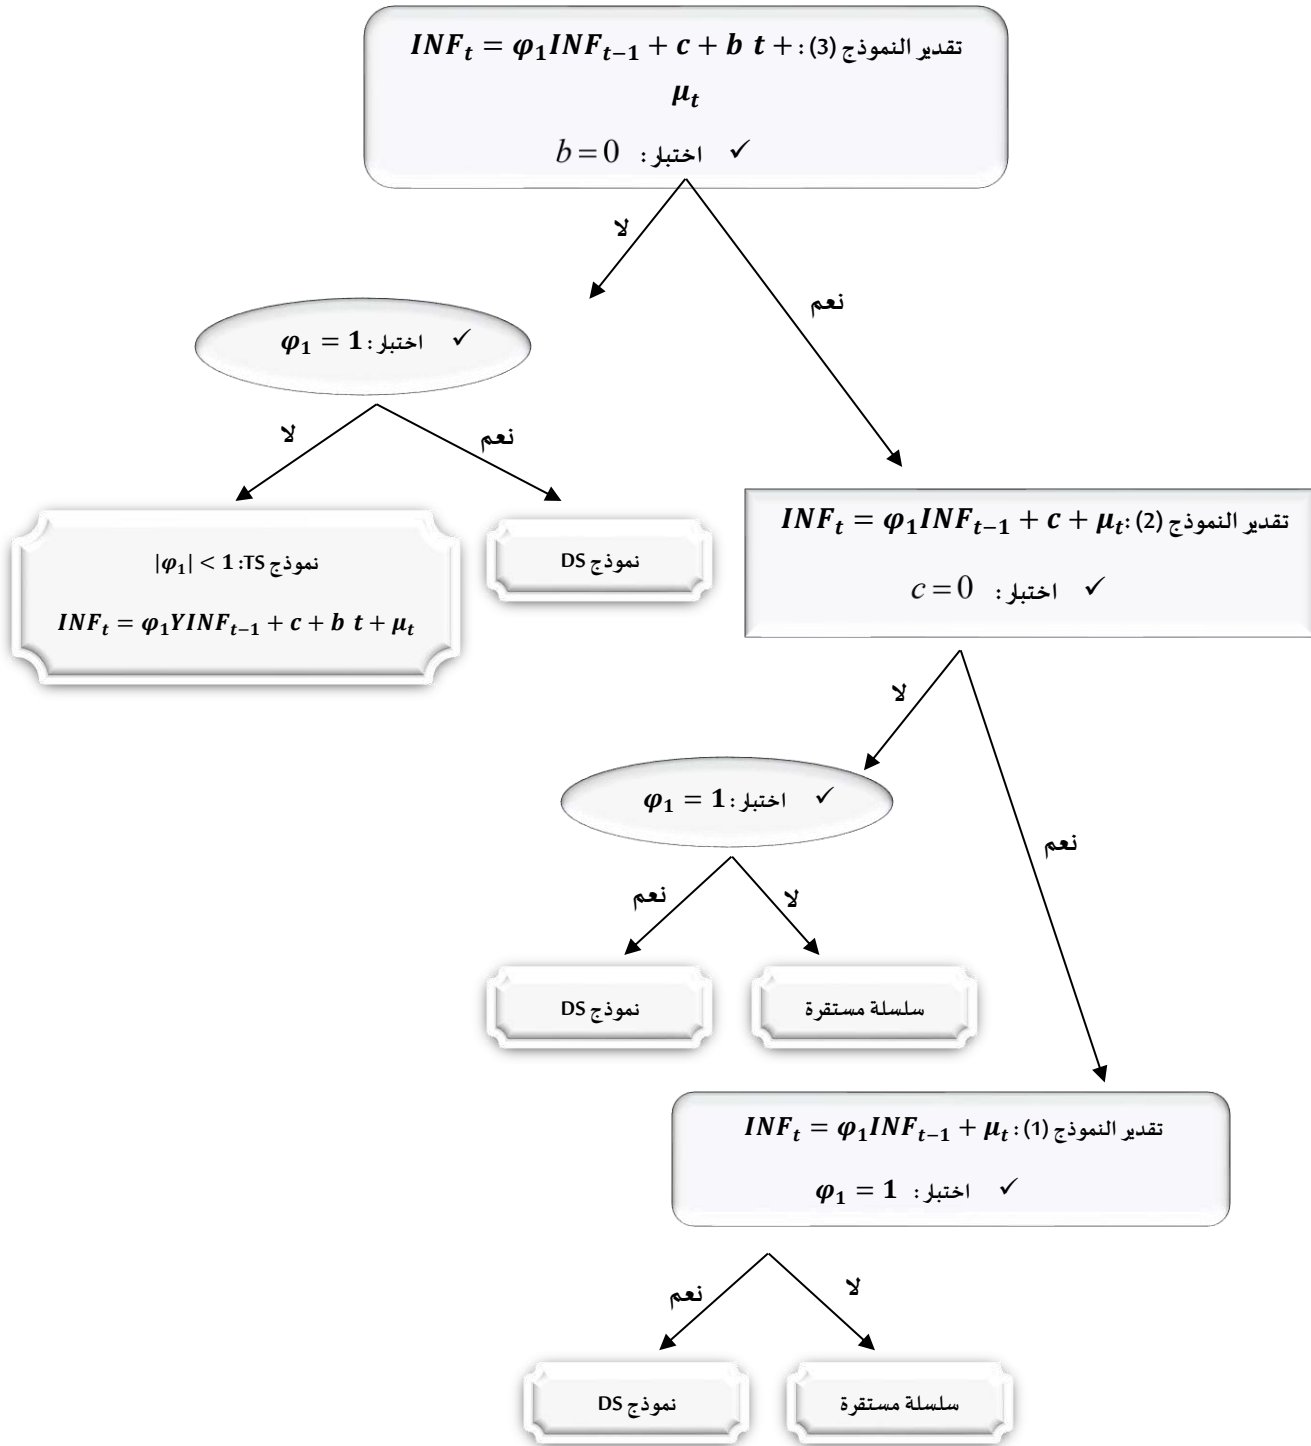 تقدير النموذج (3) : INF_t = φ_1 INF_{t−1} + c + b t +
μ_t
✓ اختبار : b = 0
لا
نعم
✓ اختبار : φ_1 = 1
لا
نعم
نموذج TS: |φ_1| < 1
INF_t = φ_1 YINF_{t−1} + c + b t + μ_t
نموذج DS
تقدير النموذج (2) : INF_t = φ_1 INF_{t−1} + c + μ_t
✓ اختبار : c = 0
لا
نعم
✓ اختبار : φ_1 = 1
نعم
لا
نموذج DS
سلسلة مستقرة
تقدير النموذج (1) : INF_t = φ_1 INF_{t−1} + μ_t
✓ اختبار : φ_1 = 1
نعم
لا
نموذج DS
سلسلة مستقرة